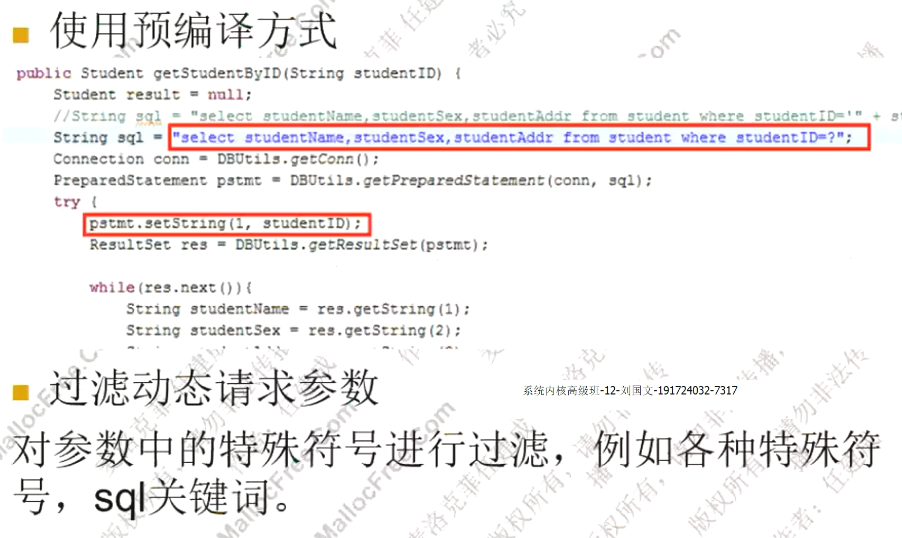 使用预编译方式
public Student getStudentByID(String studentID) {
Student result = null;
//String sql = "select studentName,studentSex,studentAddr from student where studentID='" + st
String sql = "select studentName,studentSex,studentAddr from student where studentID=?";
Connection conn = DBUtils.getConn();
PreparedStatement pstmt = DBUtils.getPreparedStatement(conn, sql);
try {
pstmt.setString(1, studentID);
ResultSet res = DBUtils.getResultSet(pstmt);
while(res.next()){
String studentName = res.getString(1);
String studentSex = res.getString(2);
过滤动态请求参数
系统内核高级班-12-刘国文-191724032-7317
对参数中的特殊符号进行过滤，例如各种特殊符
号，sql关键词。